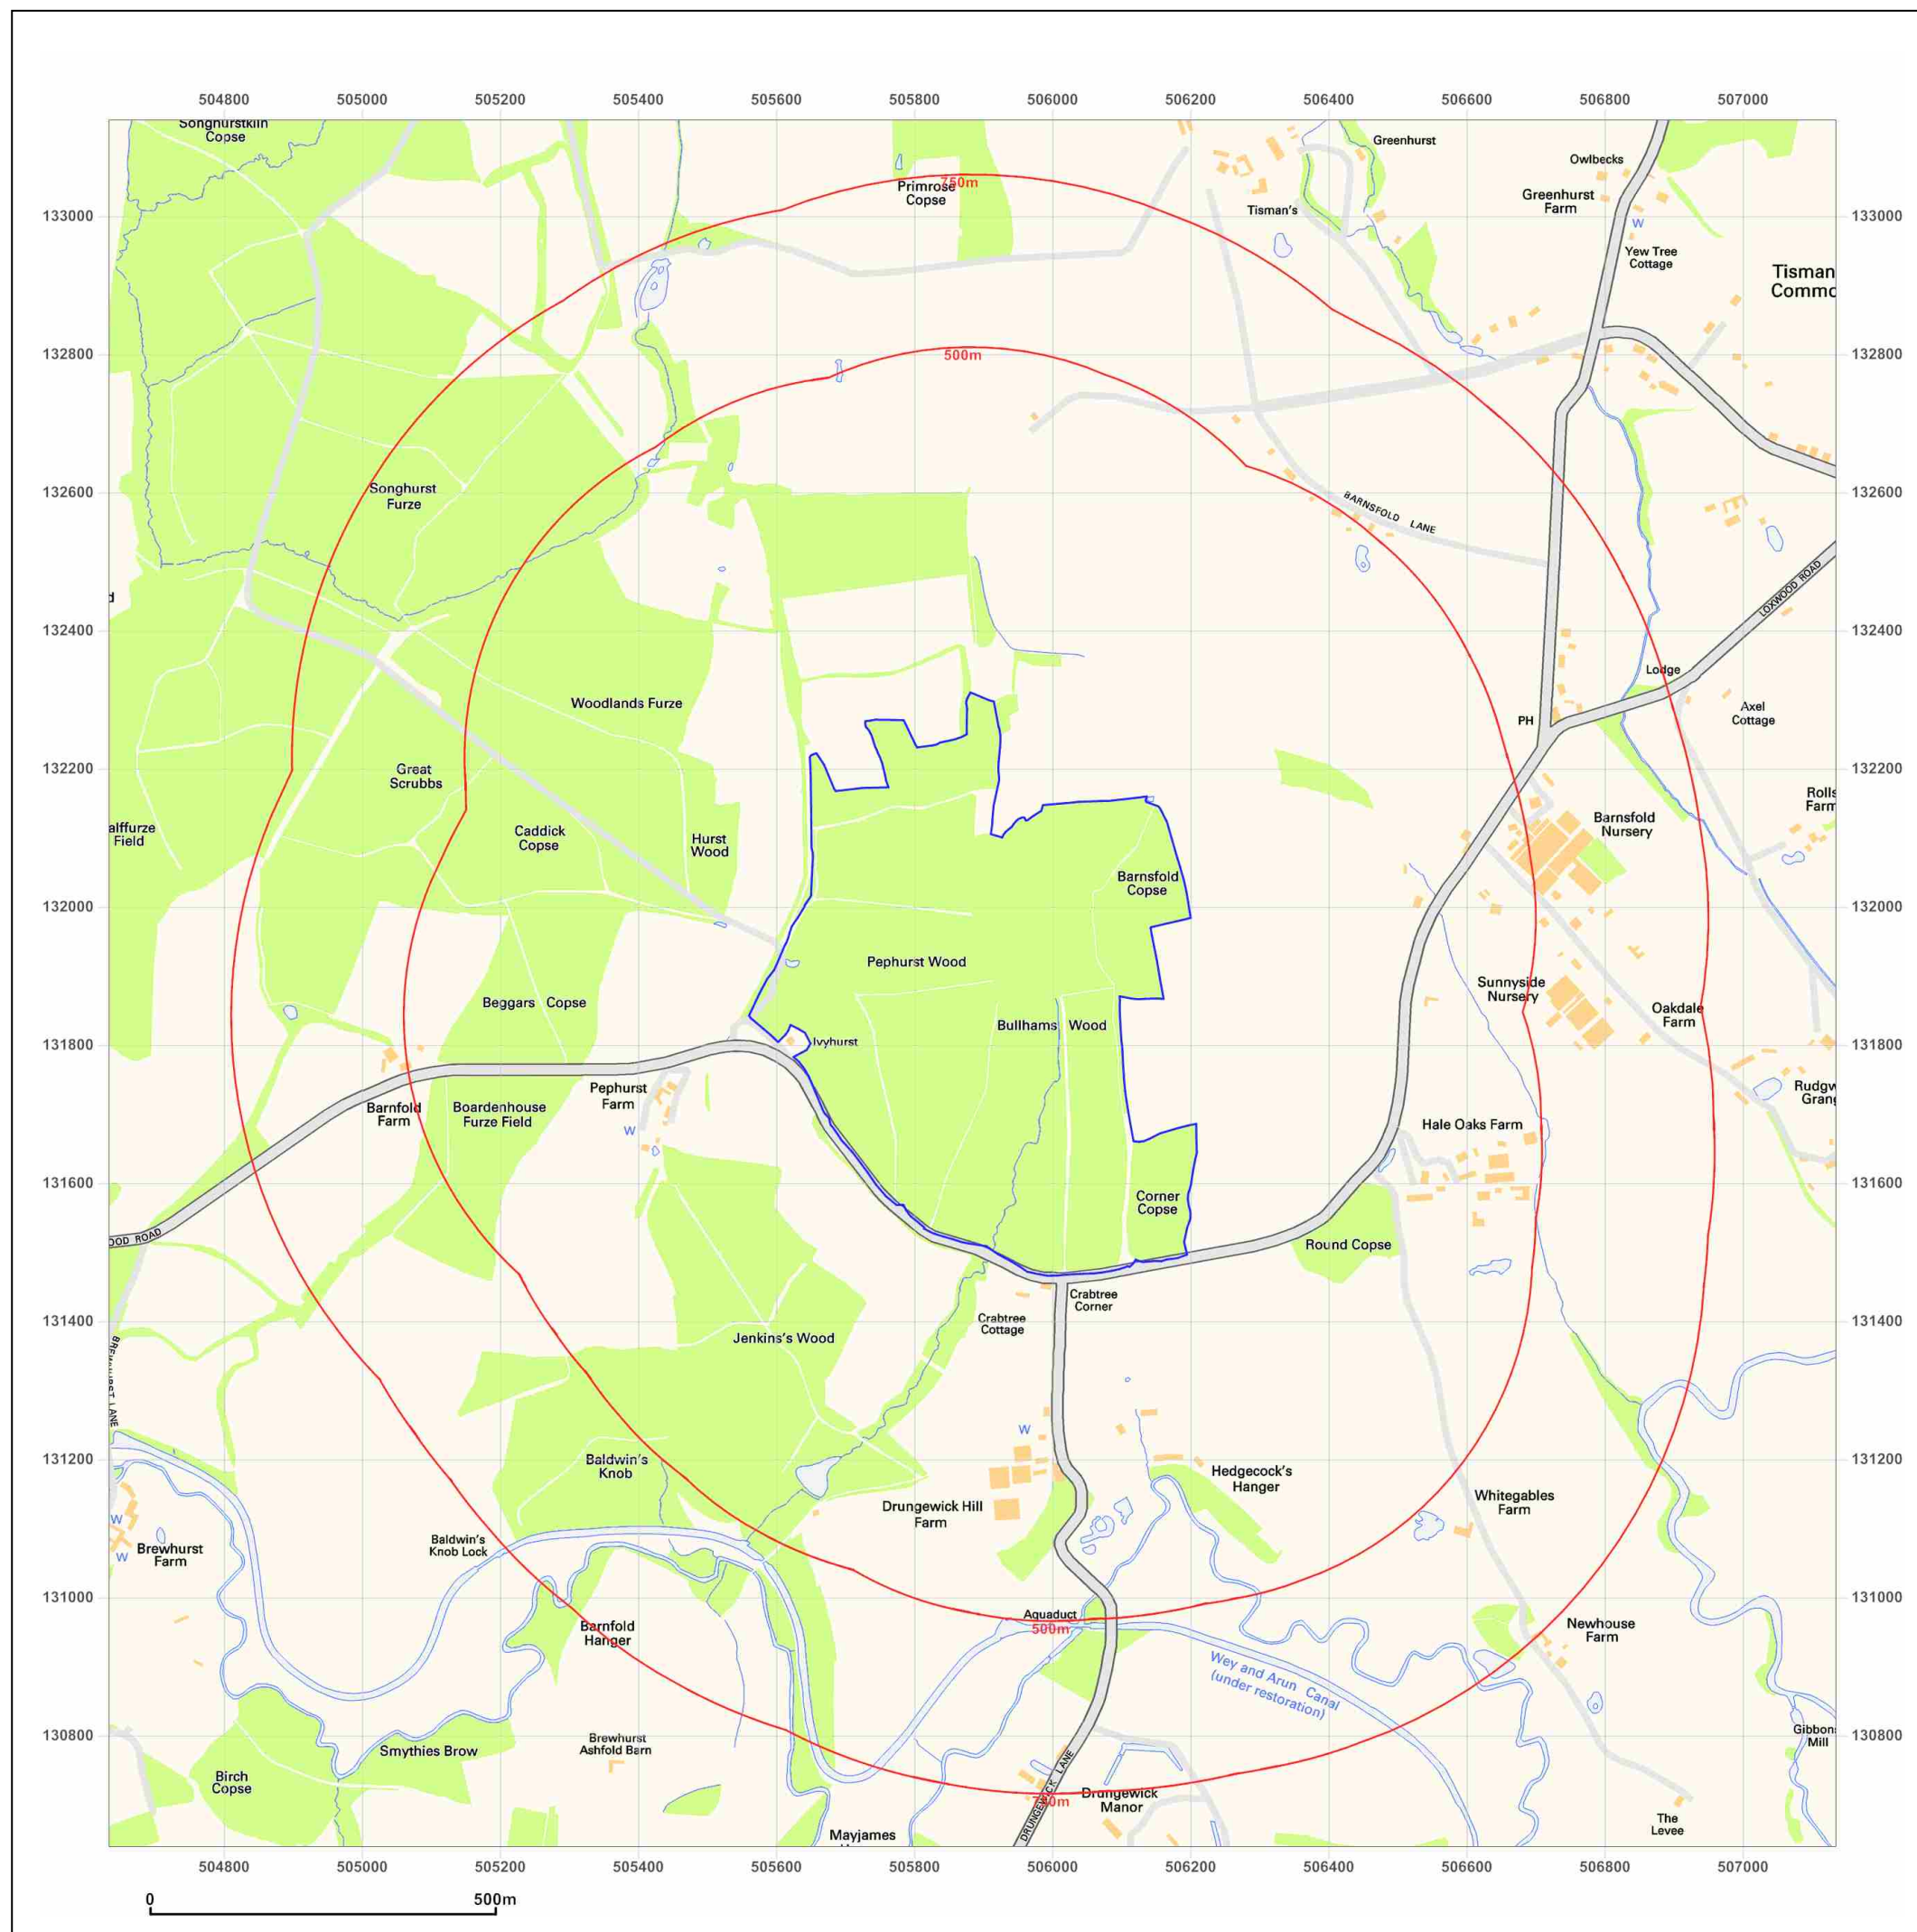 504800 505000 505200 505400 505600 505800 506000 506200 506400 506600 506800 507000
Songhurstkiln
Copse
Greenhurst
Owlbecks
750m
Primrose
Copse
Greenhurst
Farm
Tisman's
133000
133000
W
Yew Tree
Cottage
Tisman
Commo
132800
500m
132800
Songhurst
Furze
132600
132600
BARNSFOLD LANE
LOXWOOD ROAD
d
132400
132400
Lodge
Woodlands Furze
PH
Axel
Cottage
132200
132200
Great
Scrubbs
Rolls
Farm
alffurze
Field
Caddick
Copse
Hurst
Wood
Barnsfold
Nursery
Barnsfold
Copse
132000
132000
Pephurst Wood
Beggars Copse
Sunnyside
Nursery
Oakdale
Farm
Bullhams Wood
131800
Ivyhurst
131800
Pephurst
Farm
Rudgw
Grang
Barnfold
Farm
Boardenhouse
Furze Field
W
Hale Oaks Farm
131600
131600
Corner
Copse
OOD ROAD
Round Copse
Crabtree
Corner
131400
Crabtree
Cottage
131400
Jenkins's Wood
BREWHURST LANE
W
131200
131200
Baldwin's
Knob
Hedgecock's
Hanger
Drungewick Hill
Farm
Whitegables
Farm
W
Baldwin's
Knob Lock
Brewhurst
Farm
W
131000
131000
Aquaduct
500m
Barnfold
Hanger
Newhouse
Farm
Wey and Arun Canal
(under restoration)
130800
130800
Smythies Brow
Brewhurst
Ashfold Barn
Gibbons
Mill
Birch
Copse
DRUNGEWICK LANE
750m
Drungewick
Manor
The
Levee
Mayjames
504800 505000 505200 505400 505600 505800 506000 506200 506400 506600 506800 507000
0 500m